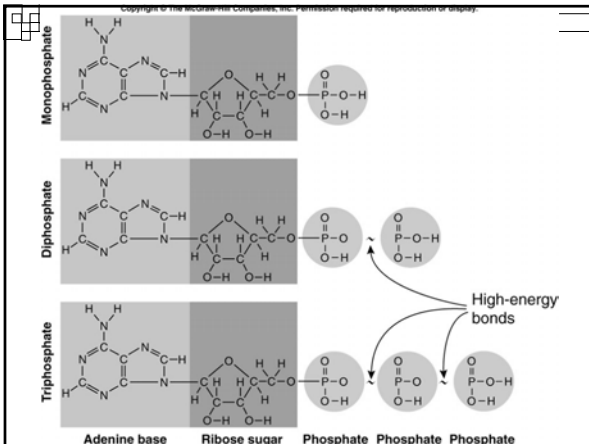 Copyright © The McGraw-Hill Companies, Inc. Permission required for reproduction or display.
Monophosphate
H H
N
N C N
C C–H
H C N C N
O H H
C C–O P O–H
H H H H
O
O–H
O–H O–H
Diphosphate
H H
N
N C N
C C–H
H C N C N
O H H
C C–O P O ~ P O–H
H H H H
O O
O–H O–H
O–H O–H
High-energy
bonds
Triphosphate
H H
N
N C N
C C–H
H C N C N
O H H
C C–O P O ~ P O ~ P O–H
H H H H
O O O
O–H O–H O–H
O–H O–H
Adenine base Ribose sugar Phosphate Phosphate Phosphate